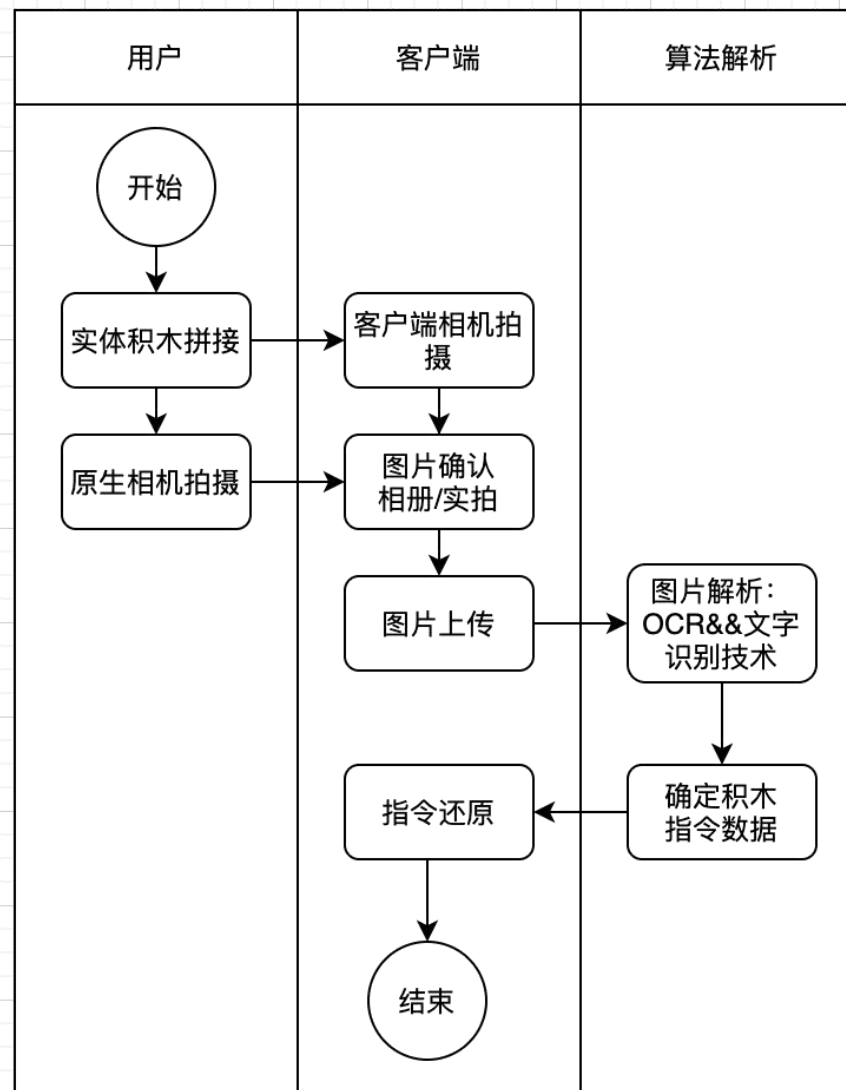 用户
客户端
算法解析
开始
实体积木拼接
客户端相机拍
摄
原生相机拍摄
图片确认
相册/实拍
图片上传
图片解析：
OCR&&文字
识别技术
指令还原
确定积木
指令数据
结束